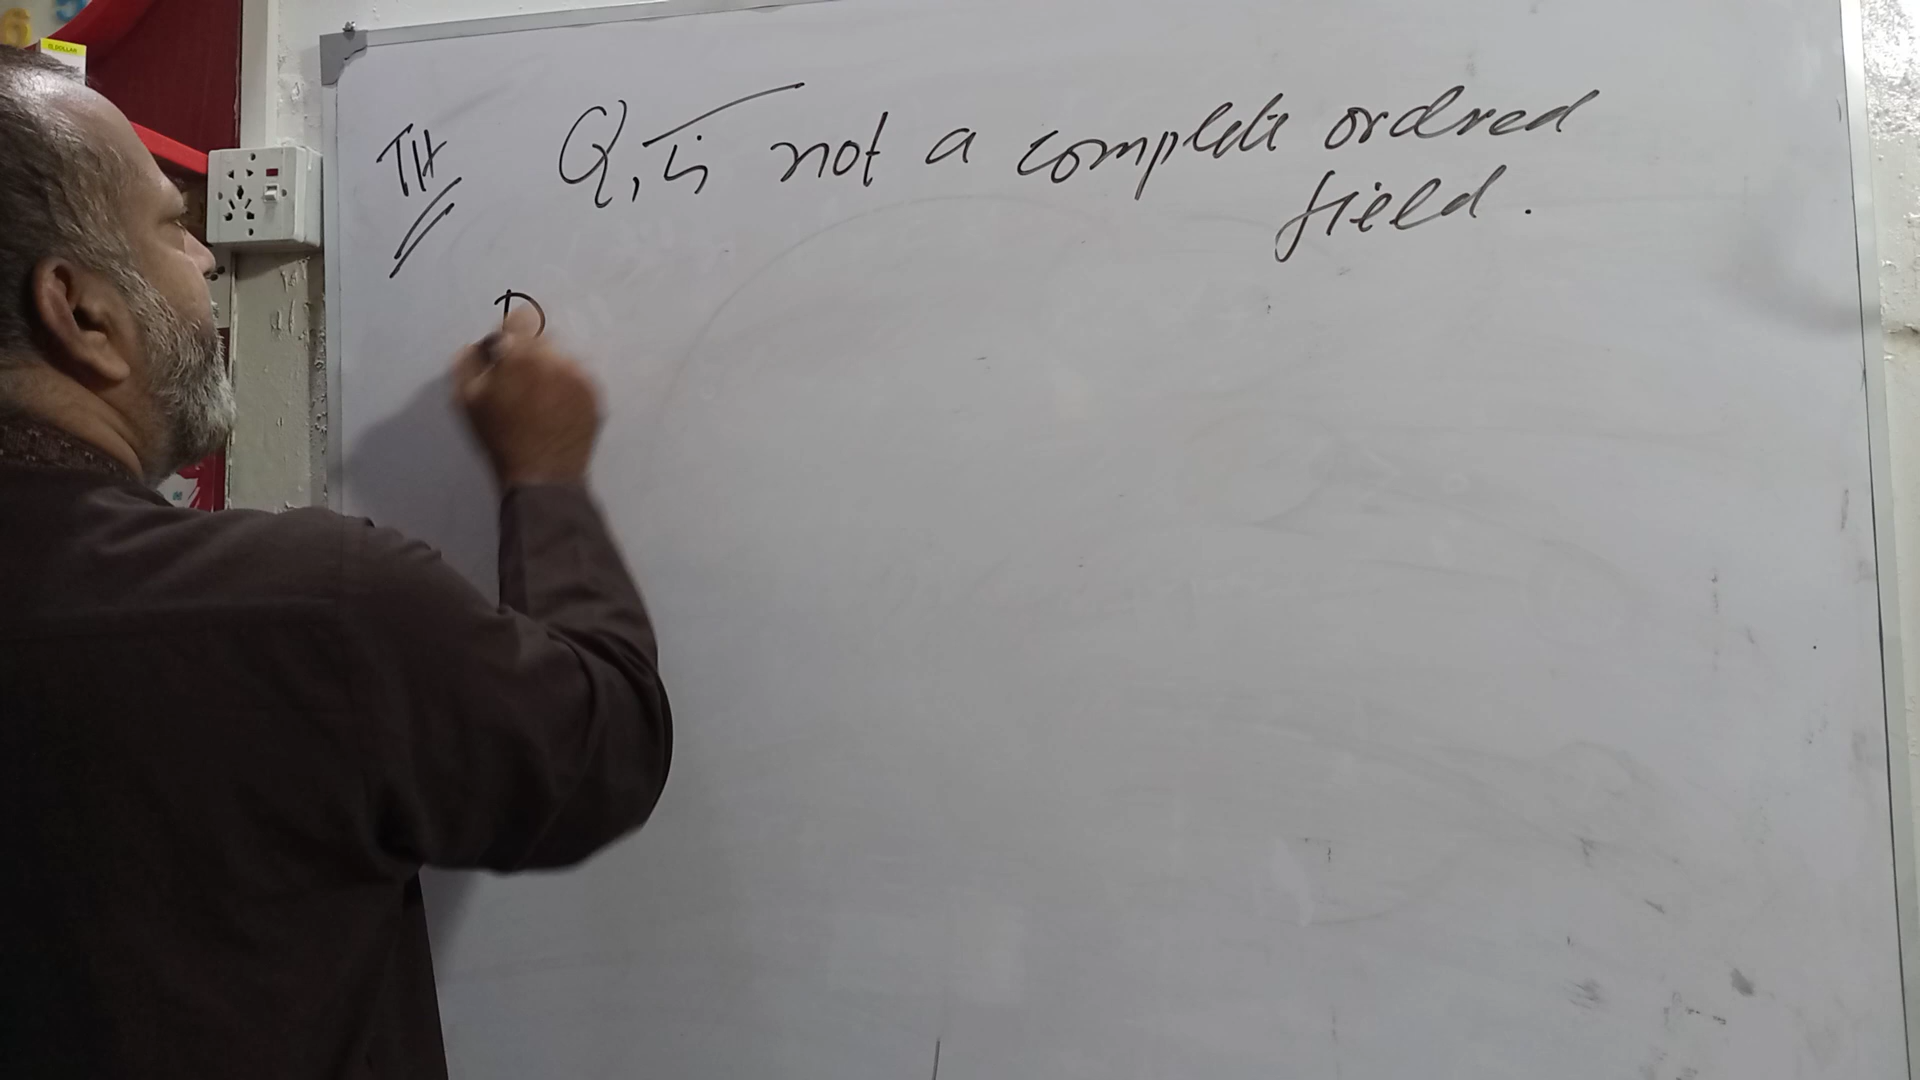 TH Q, is not a complete ordered
field.
P